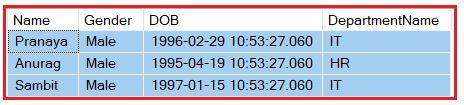 Name Gender DOB DepartmentName
Pranaya Male 1996-02-29 10:53:27.060 IT
Anurag Male 1995-04-19 10:53:27.060 HR
Sambit Male 1997-01-15 10:53:27.060 IT